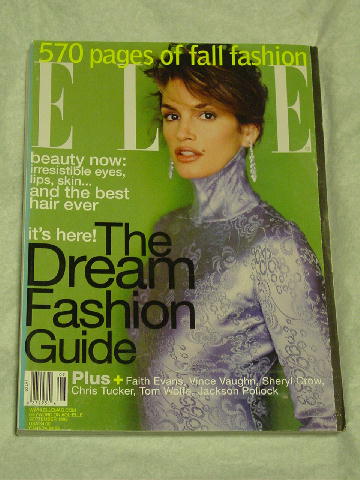 570 pages of fall fashion
ELLE
beauty now:
irresistible eyes,
lips, skin...
and the best
hair ever
it's here! The
Dream
Fashion
Guide
Plus + Faith Evans, Vince Vaughn, Sheryl Crow,
Chris Tucker, Tom Wolfe, Jackson Pollock
SEPTEMBER